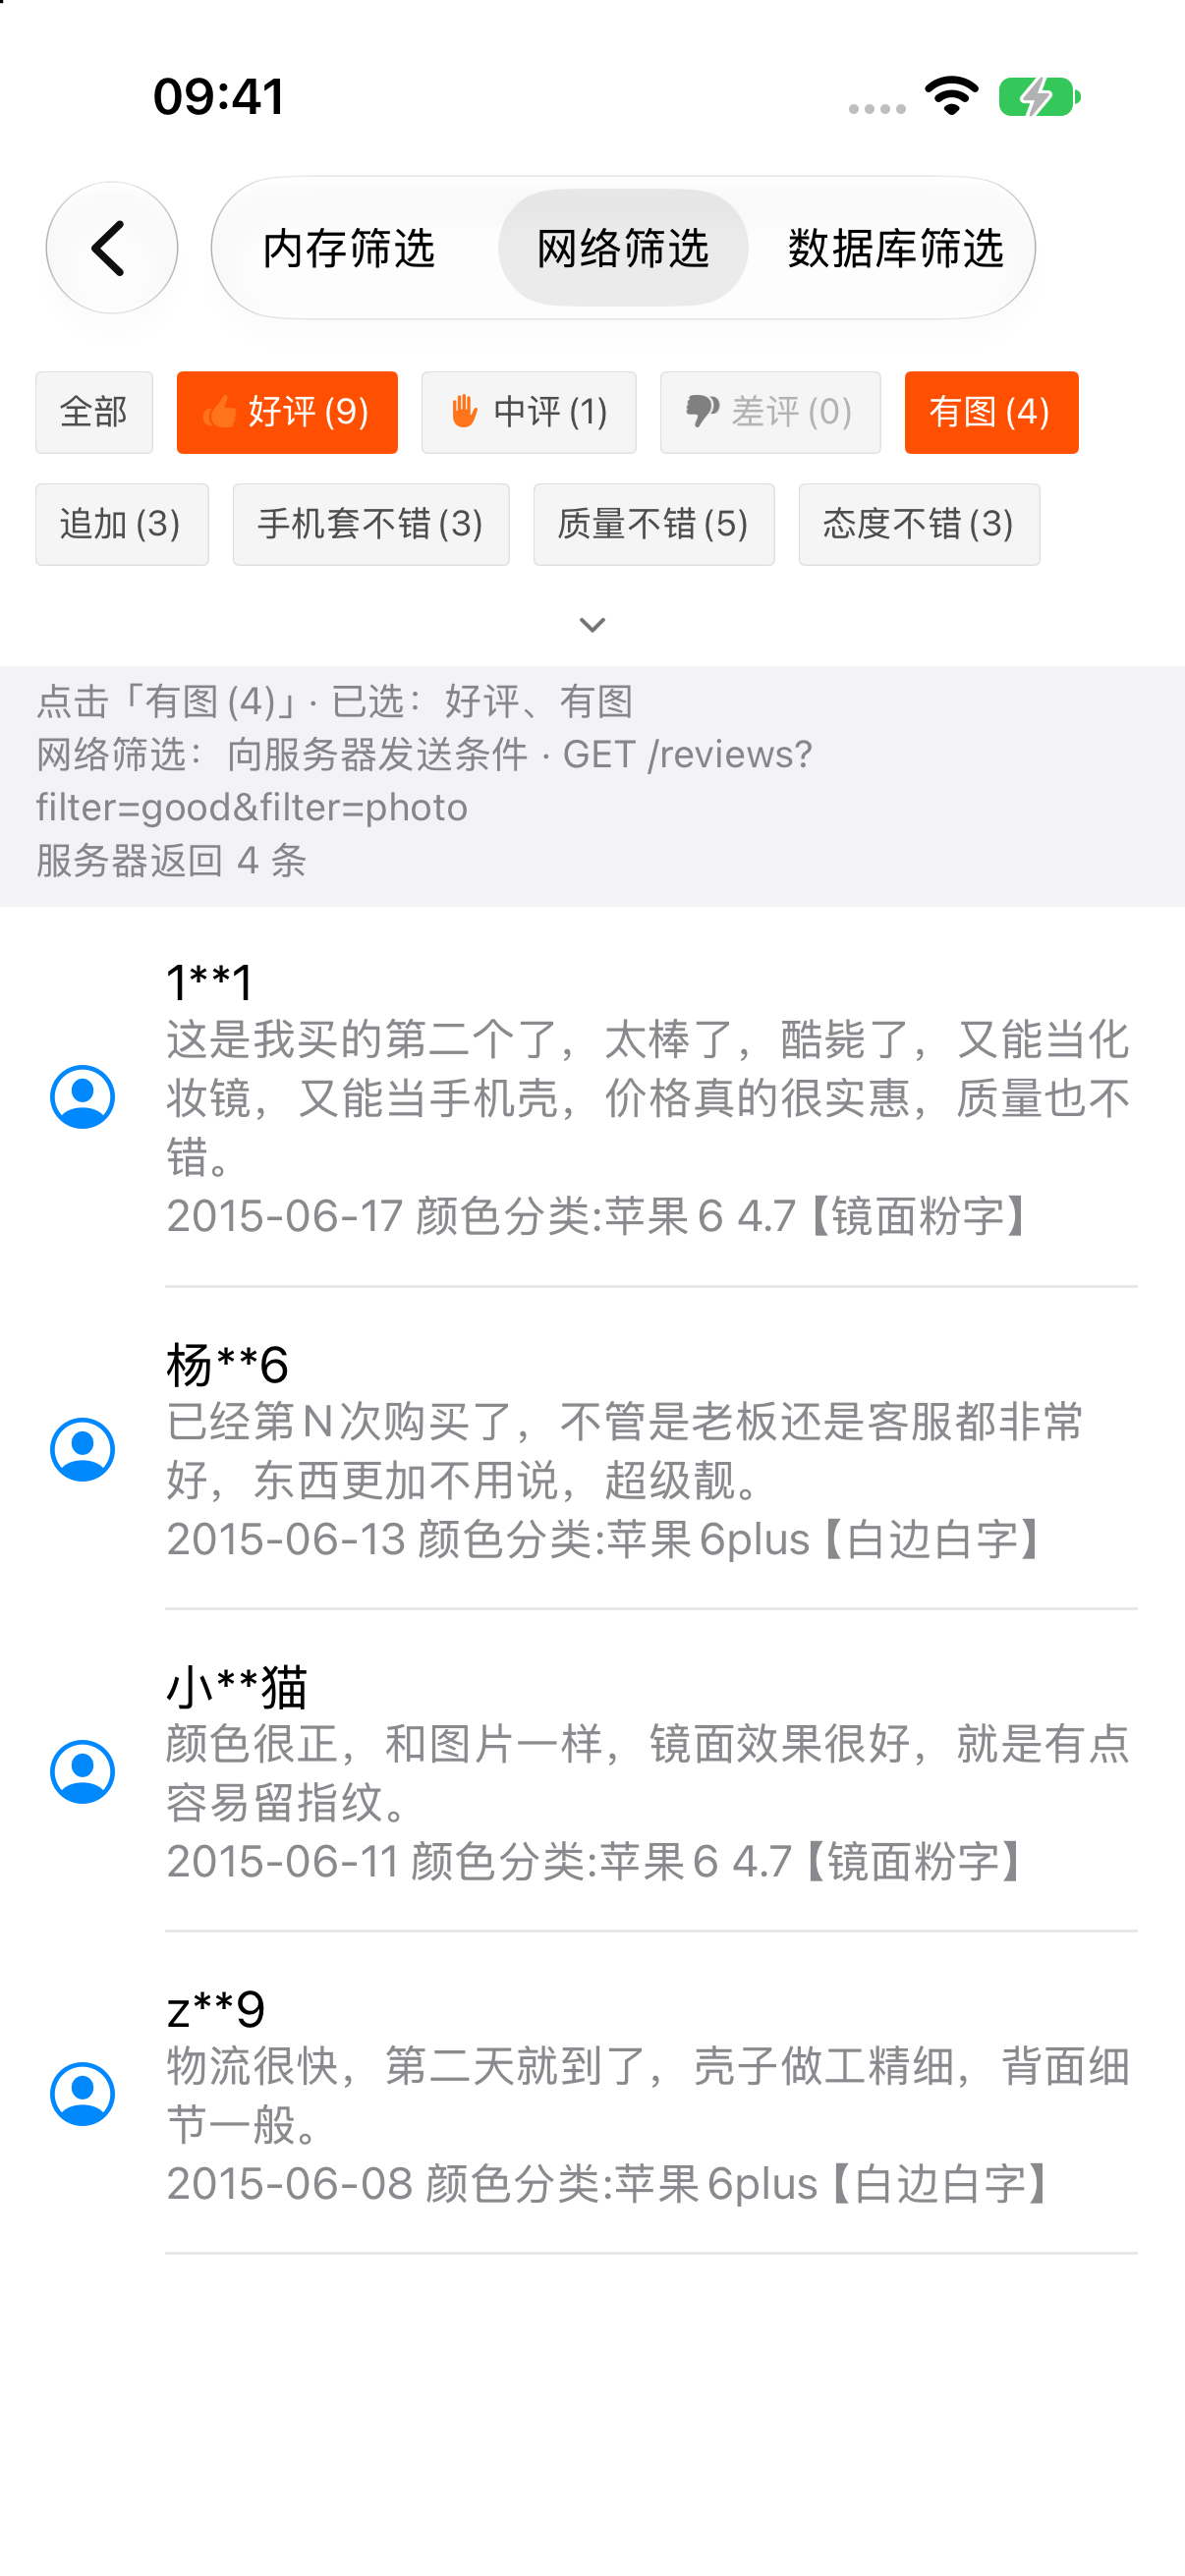 09:41
内存筛选
网络筛选
数据库筛选
全部
好评 (9)
中评 (1)
差评 (0)
有图 (4)
追加 (3)
手机套不错 (3)
质量不错 (5)
态度不错 (3)
点击「有图 (4)」· 已选：好评、有图
网络筛选：向服务器发送条件 · GET /reviews?
filter=good&filter=photo
服务器返回 4 条
1**1
这是我买的第二个了，太棒了，酷毙了，又能当化
妆镜，又能当手机壳，价格真的很实惠，质量也不
错。
2015-06-17 颜色分类:苹果 6 4.7【镜面粉字】
杨**6
已经第 N 次购买了，不管是老板还是客服都非常
好，东西更加不用说，超级靓。
2015-06-13 颜色分类:苹果 6plus【白边白字】
小**猫
颜色很正，和图片一样，镜面效果很好，就是有点
容易留指纹。
2015-06-11 颜色分类:苹果 6 4.7【镜面粉字】
z**9
物流很快，第二天就到了，壳子做工精细，背面细
节一般。
2015-06-08 颜色分类:苹果 6plus【白边白字】